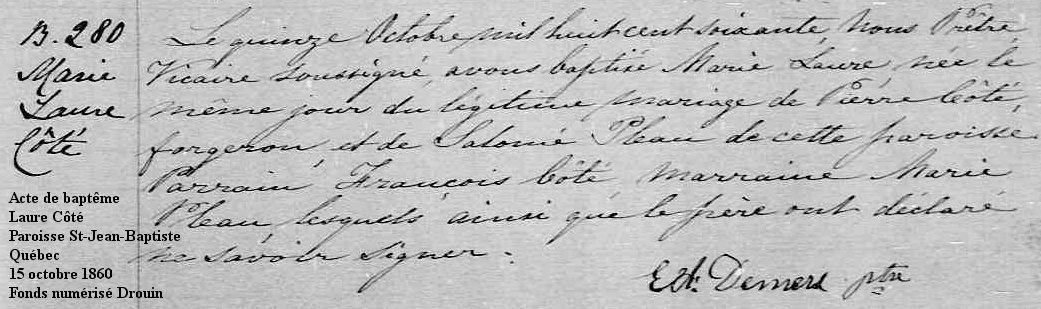 B. 280
Marie
Laure
Côté
Le quinze Octobre mil huit cent soixante Nous Prêtre
Vicaire soussigné, avons baptisé Marie Laure, née le
même jour du légitime mariage de Pierre Côté,
forgeron, et de Salomé Pleau de cette paroisse.
Parrain, François Côté, Marraine Marie
Pleau lesquels ainsi que le père ont déclaré
ne savoir signer.
Ed. Demers ptre
Acte de baptême
Laure Côté
Paroisse St-Jean-Baptiste
Québec
15 octobre 1860
Fonds numérisé Drouin